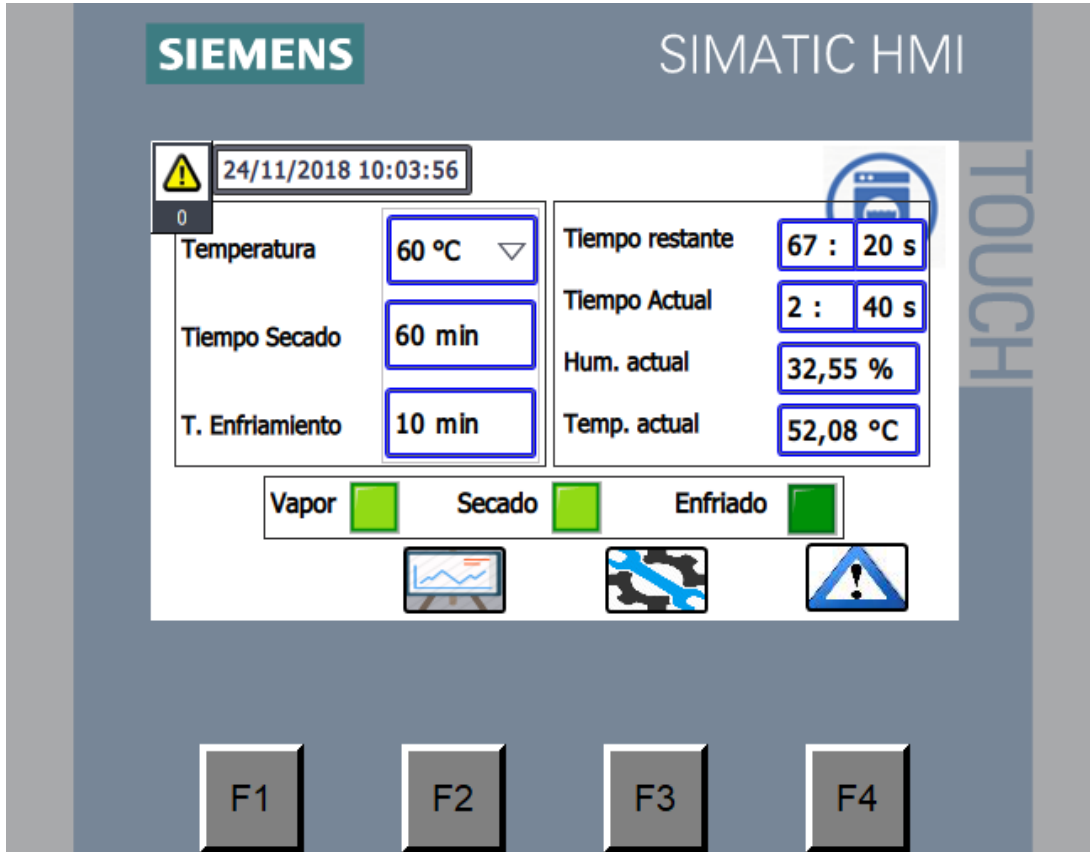 SIEMENS
SIMATIC HMI
TOUCH
24/11/2018 10:03:56
0
Temperatura 60 ºC
Tiempo Secado 60 min
T. Enfriamiento 10 min
Tiempo restante 67 : 20 s
Tiempo Actual 2 : 40 s
Hum. actual 32,55 %
Temp. actual 52,08 ºC
Vapor Secado Enfriado
F1 F2 F3 F4